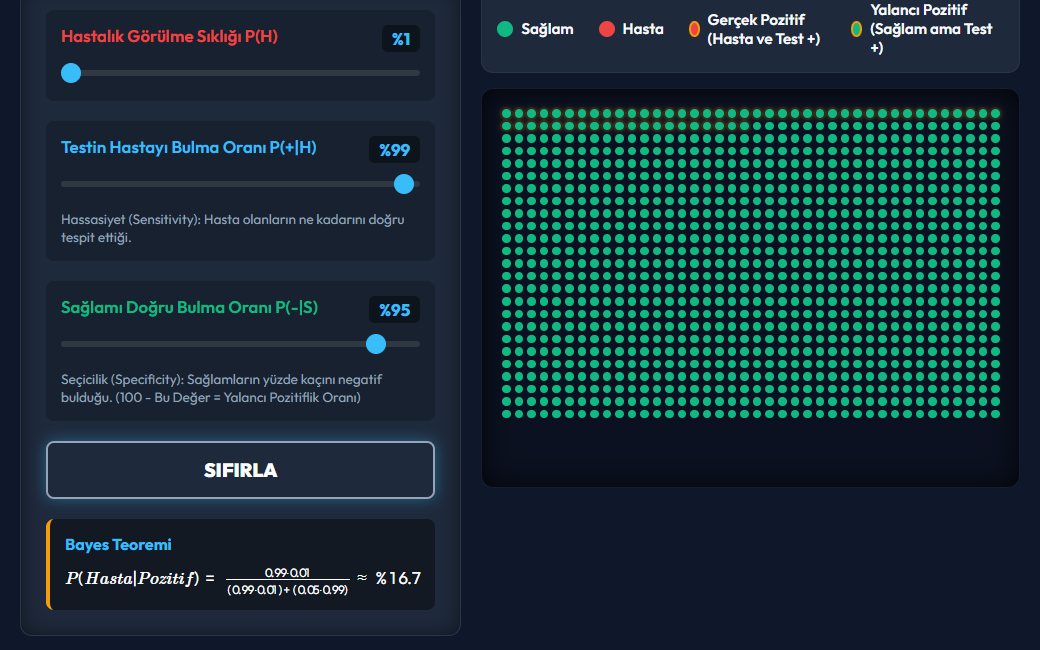 Hastalık Görülme Sıklığı P(H)
%1
Testin Hastayı Bulma Oranı P(+|H)
%99
Hassasiyet (Sensitivity): Hasta olanların ne kadarını doğru
tespit ettiği.
Sağlamı Doğru Bulma Oranı P(-|S)
%95
Seçicilik (Specificity): Sağlamların yüzde kaçını negatif
bulduğu. (100 - Bu Değer = Yalancı Pozitiflik Oranı)
SIFIRLA
Bayes Teoremi
P(Hasta|Pozitif) = 0.99·0.01 / (0.99·0.01) + (0.05·0.99) ≈ %16.7
Sağlam
Hasta
Gerçek Pozitif
(Hasta ve Test +)
Yalancı Pozitif
(Sağlam ama Test
+)